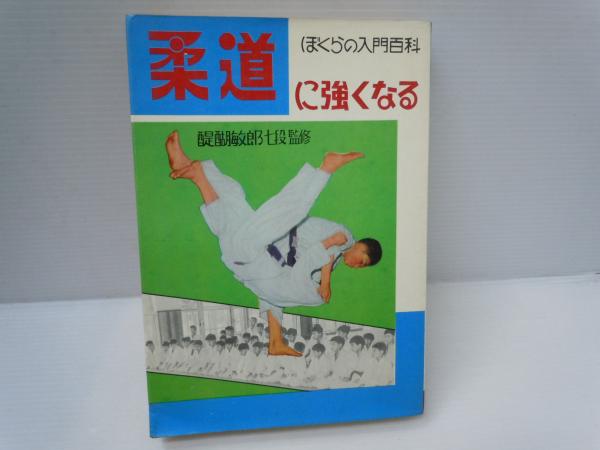 ぼくらの入門百科
柔道
に強くなる
醍醐敏郎七段監修